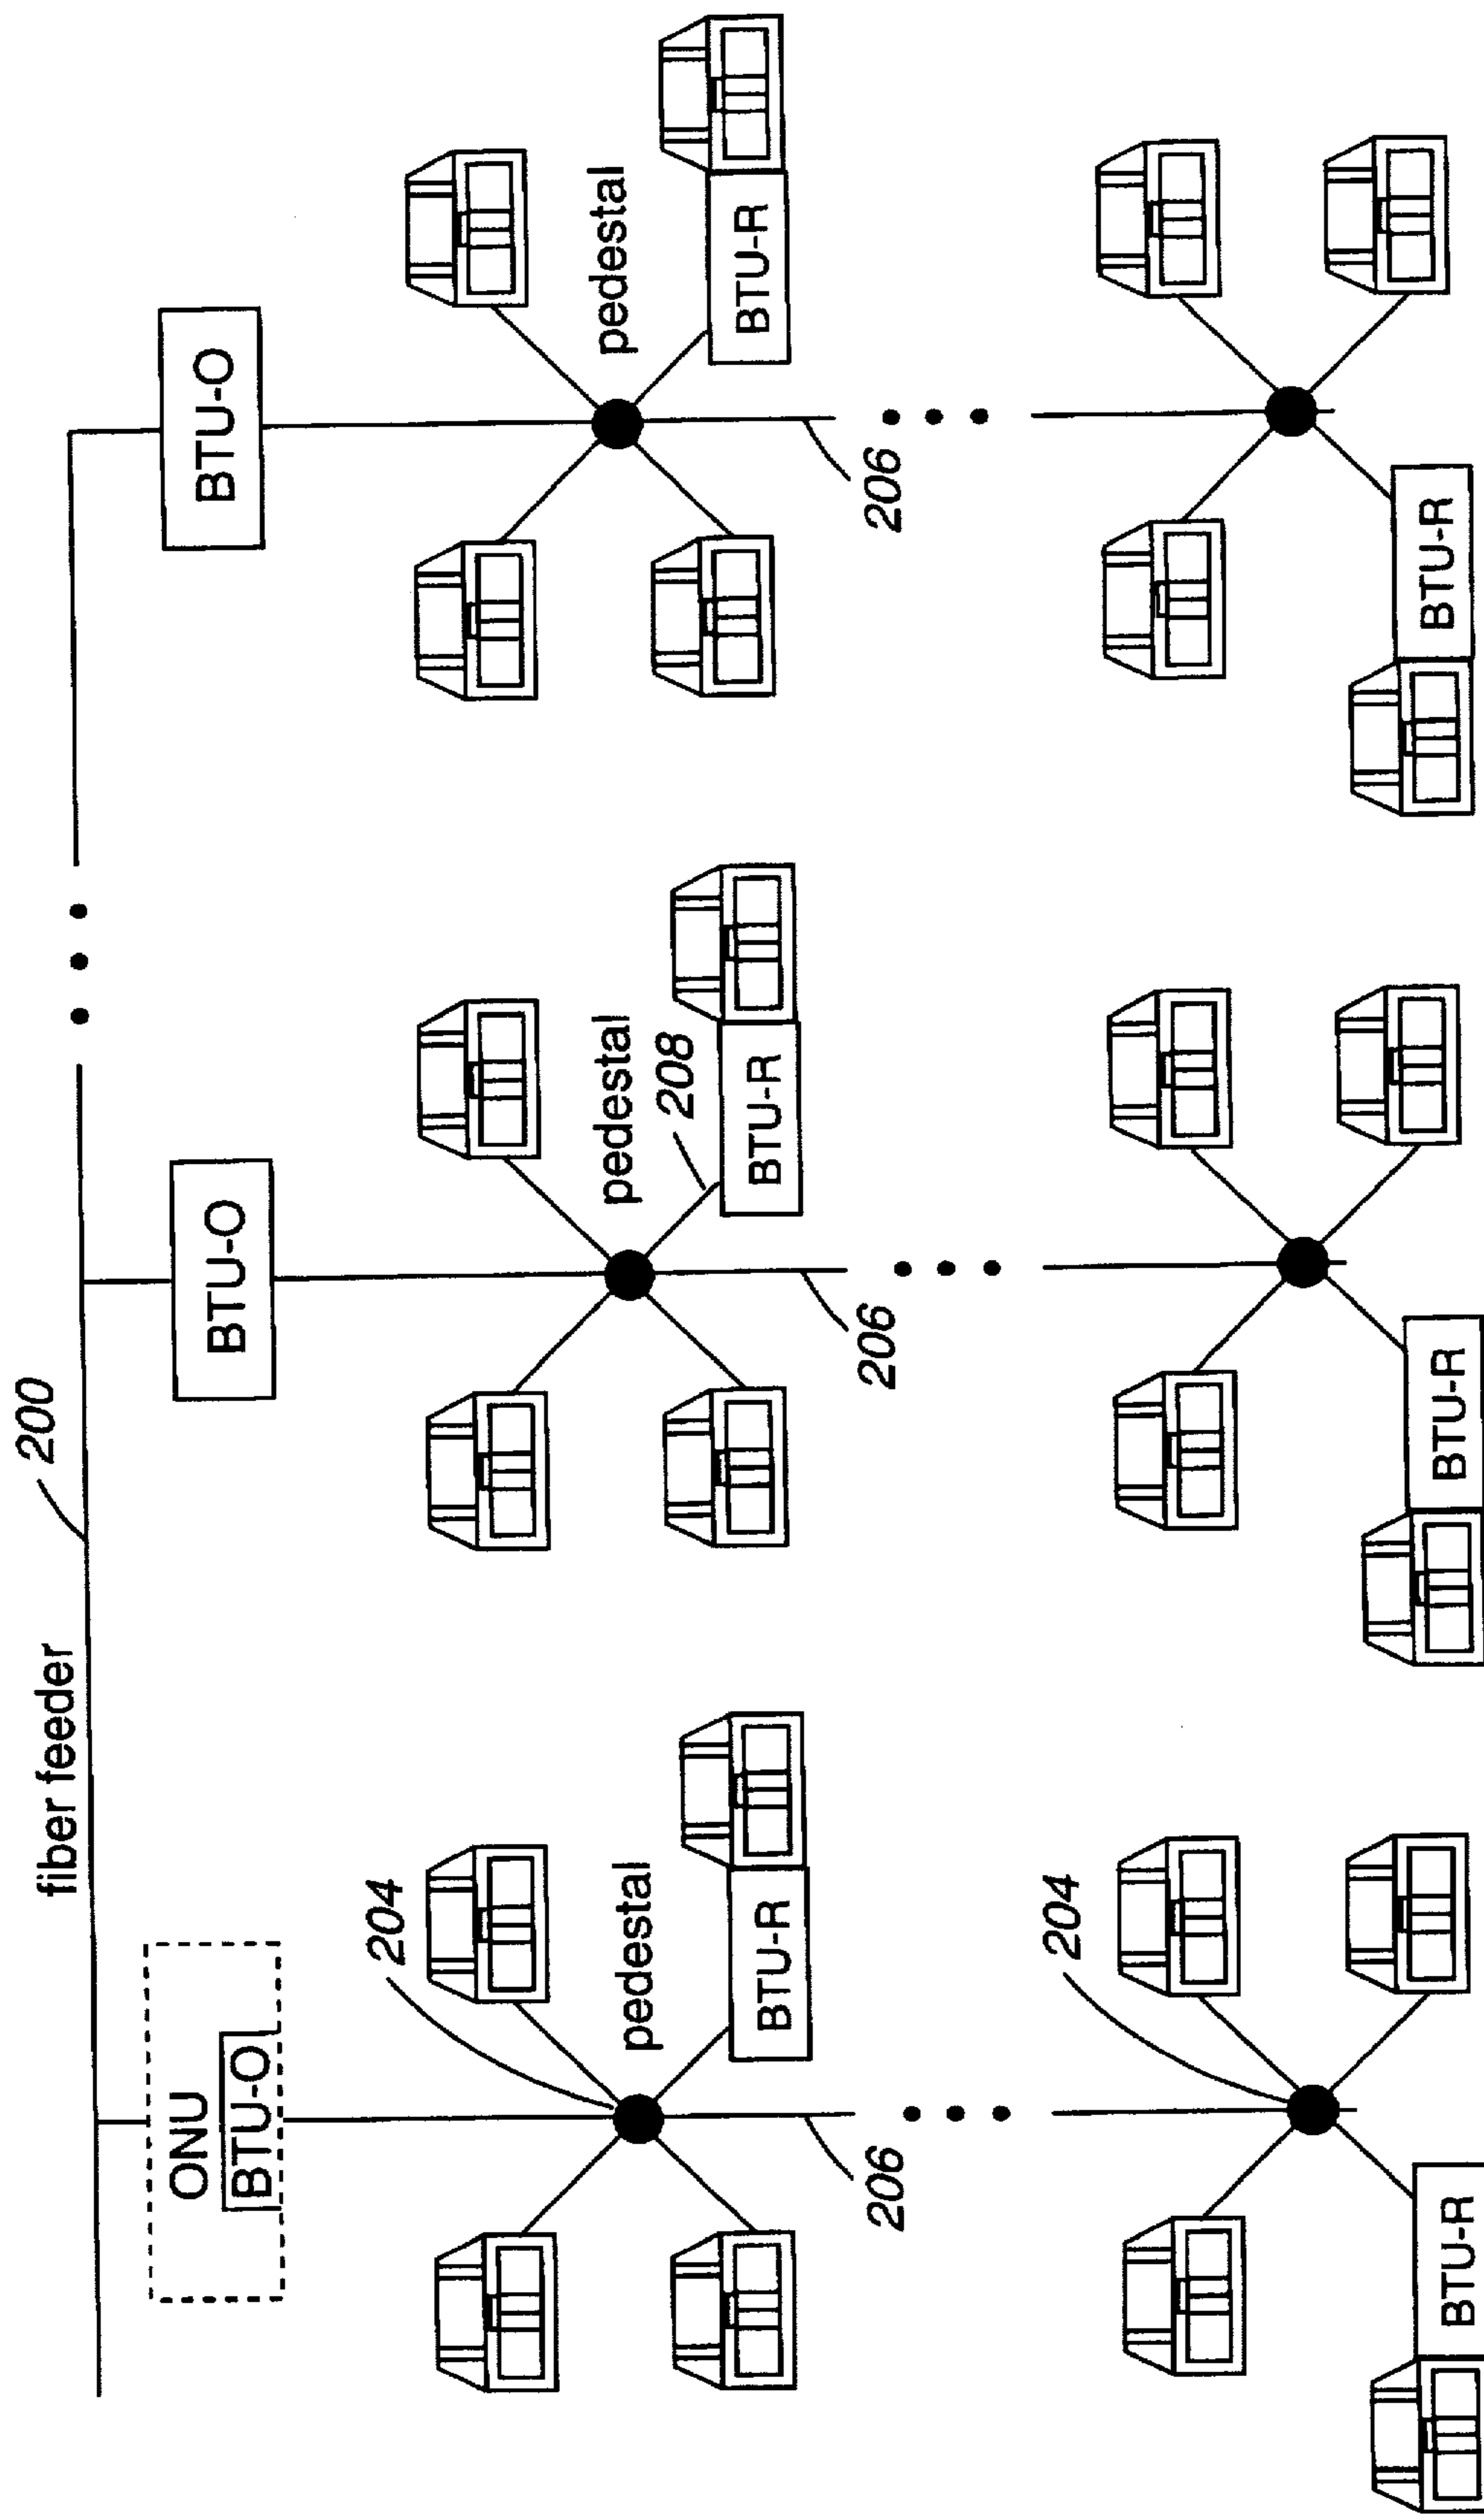 fiber feeder
200
ONU
BTU-O
BTU-O
BTU-O
204
pedestal
pedestal
pedestal
208
BTU-R
BTU-R
BTU-R
206
206
206
204
BTU-R
BTU-R
BTU-R